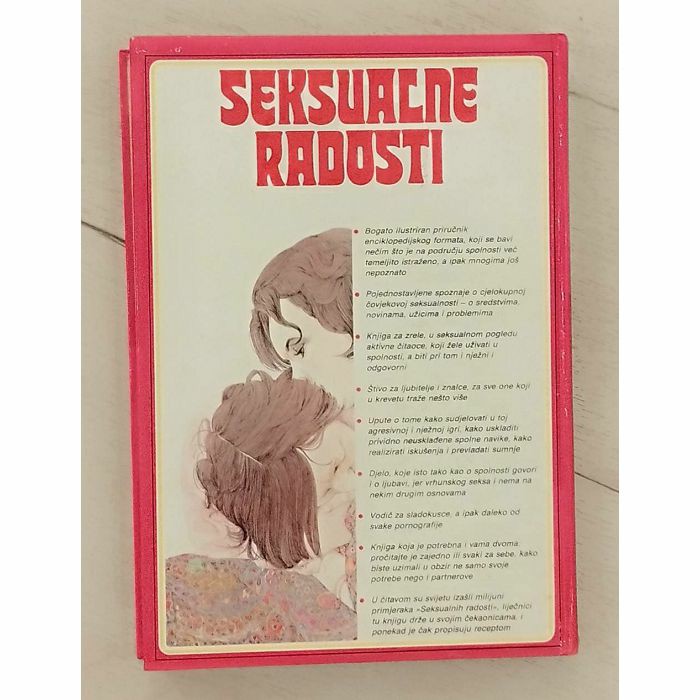 SEKSUALNE
RADOSTI
• Bogato ilustriran priručnik
enciklopedijskog formata, koji se bavi
nečim što je na području spolnosti već
temeljito istraženo, a ipak mnogima još
nepoznato
• Pojednostavljene spoznaje o cjelokupnoj
čovjekovoj seksualnosti – o sredstvima,
novinama, užicima i problemima
• Knjiga za zrele, u seksualnom pogledu
aktivne čitaoce, koji žele uživati u
spolnosti, a biti pri tom i nježni i
odgovorni
• Štivo za ljubitelje i znalce, za sve one koji
u krevetu traže nešto više
• Upute o tome kako sudjelovati u toj
agresivnoj i nježnoj igri, kako uskladiti
prividno neusklađene spolne navike, kako
realizirati iskušenja i prevladati sumnje
• Djelo, koje isto tako kao o spolnosti govori
i o ljubavi, jer vrhunskog seksa i nema na
nekim drugim osnovama
• Vodič za sladokusce, a ipak daleko od
svake pornografije
• Knjiga koja je potrebna i vama dvoma:
pročitajte je zajedno ili svaki za sebe, kako
biste uzimali u obzir ne samo svoje
potrebe nego i partnerove
• U čitavom su svijetu izašli milijuni
primjeraka »Seksualnih radosti«, liječnici
tu knjigu drže u svojim čekaonicama, i
ponekad je čak propisuju receptom